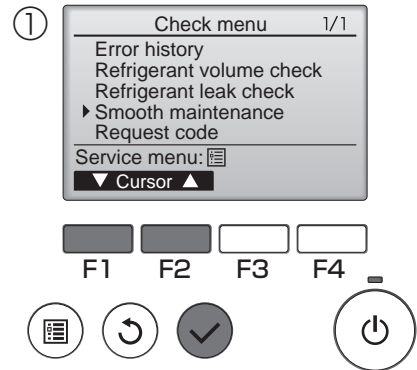 ①
Check menu 1/1
Error history
Refrigerant volume check
Refrigerant leak check
Smooth maintenance
Request code
Service menu:
▼ Cursor ▲
F1 F2 F3 F4